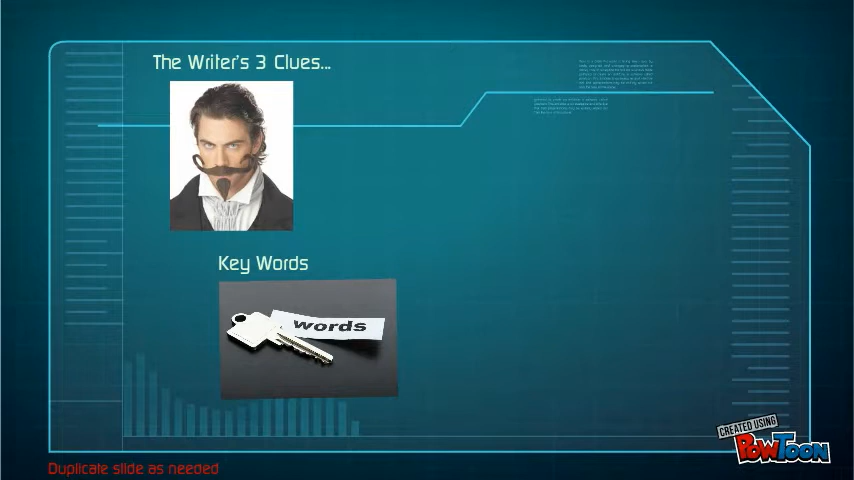 The Writer's 3 Clues...
Key Words
words
Duplicate slide as needed
CREATED USING
POWTOON